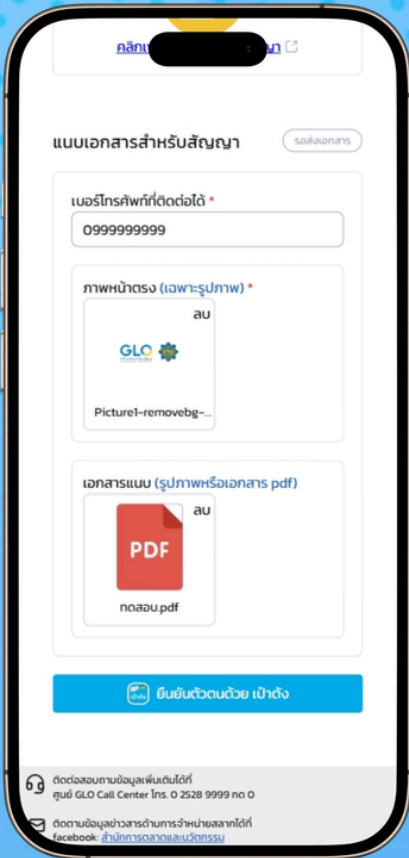 แนบเอกสารสำหรับสัญญา
รอส่งเอกสาร
เบอร์โทรศัพท์ที่ติดต่อได้ *
0999999999
ภาพหน้าตรง (เฉพาะรูปภาพ) *
ลบ
GLO
Picture1-removebg-...
เอกสารแนบ (รูปภาพหรือเอกสาร pdf)
ลบ
PDF
ทดสอบ.pdf
เป๋าตัง
ยืนยันตัวตนด้วย เป๋าตัง
ติดต่อสอบถามข้อมูลเพิ่มเติมได้ที่
ศูนย์ GLO Call Center โทร. 0 2528 9999 กด 0
ติดตามข้อมูลข่าวสารด้านการจำหน่ายสลากได้ที่
facebook: สำนักการตลาดและนวัตกรรม